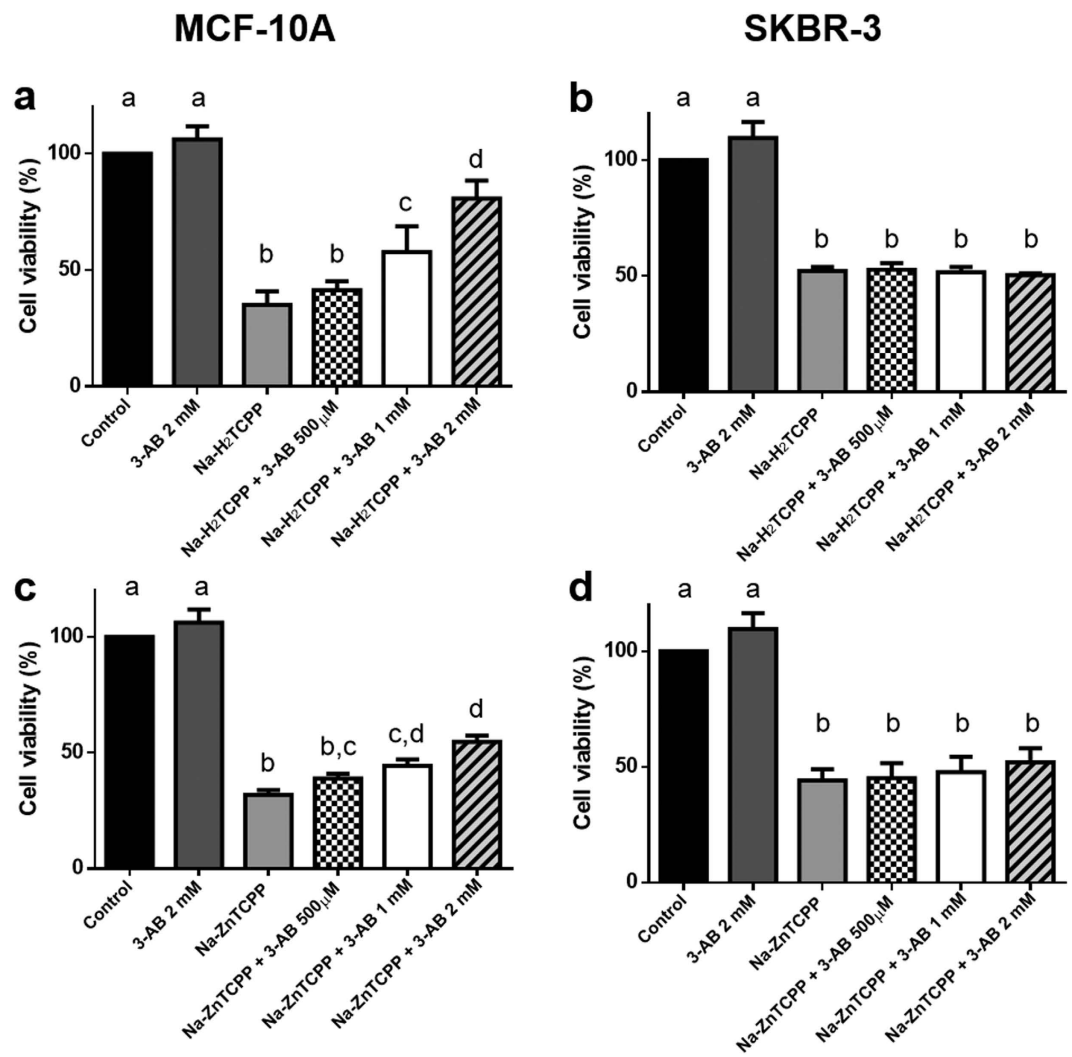 MCF-10A
SKBR-3
a
a a
b b
c
d
Cell viability (%)
100
50
0
Control
3-AB 2 mM
Na-H₂TCPP
Na-H₂TCPP + 3-AB 500μM
Na-H₂TCPP + 3-AB 1 mM
Na-H₂TCPP + 3-AB 2 mM
b
a a
b b b b
Cell viability (%)
100
50
0
Control
3-AB 2 mM
Na-H₂TCPP
Na-H₂TCPP + 3-AB 500μM
Na-H₂TCPP + 3-AB 1 mM
Na-H₂TCPP + 3-AB 2 mM
c
a a
b b,c c,d d
Cell viability (%)
100
50
0
Control
3-AB 2 mM
Na-ZnTCPP
Na-ZnTCPP + 3-AB 500μM
Na-ZnTCPP + 3-AB 1 mM
Na-ZnTCPP + 3-AB 2 mM
d
a a
b b b b
Cell viability (%)
100
50
0
Control
3-AB 2 mM
Na-ZnTCPP
Na-ZnTCPP + 3-AB 500μM
Na-ZnTCPP + 3-AB 1 mM
Na-ZnTCPP + 3-AB 2 mM